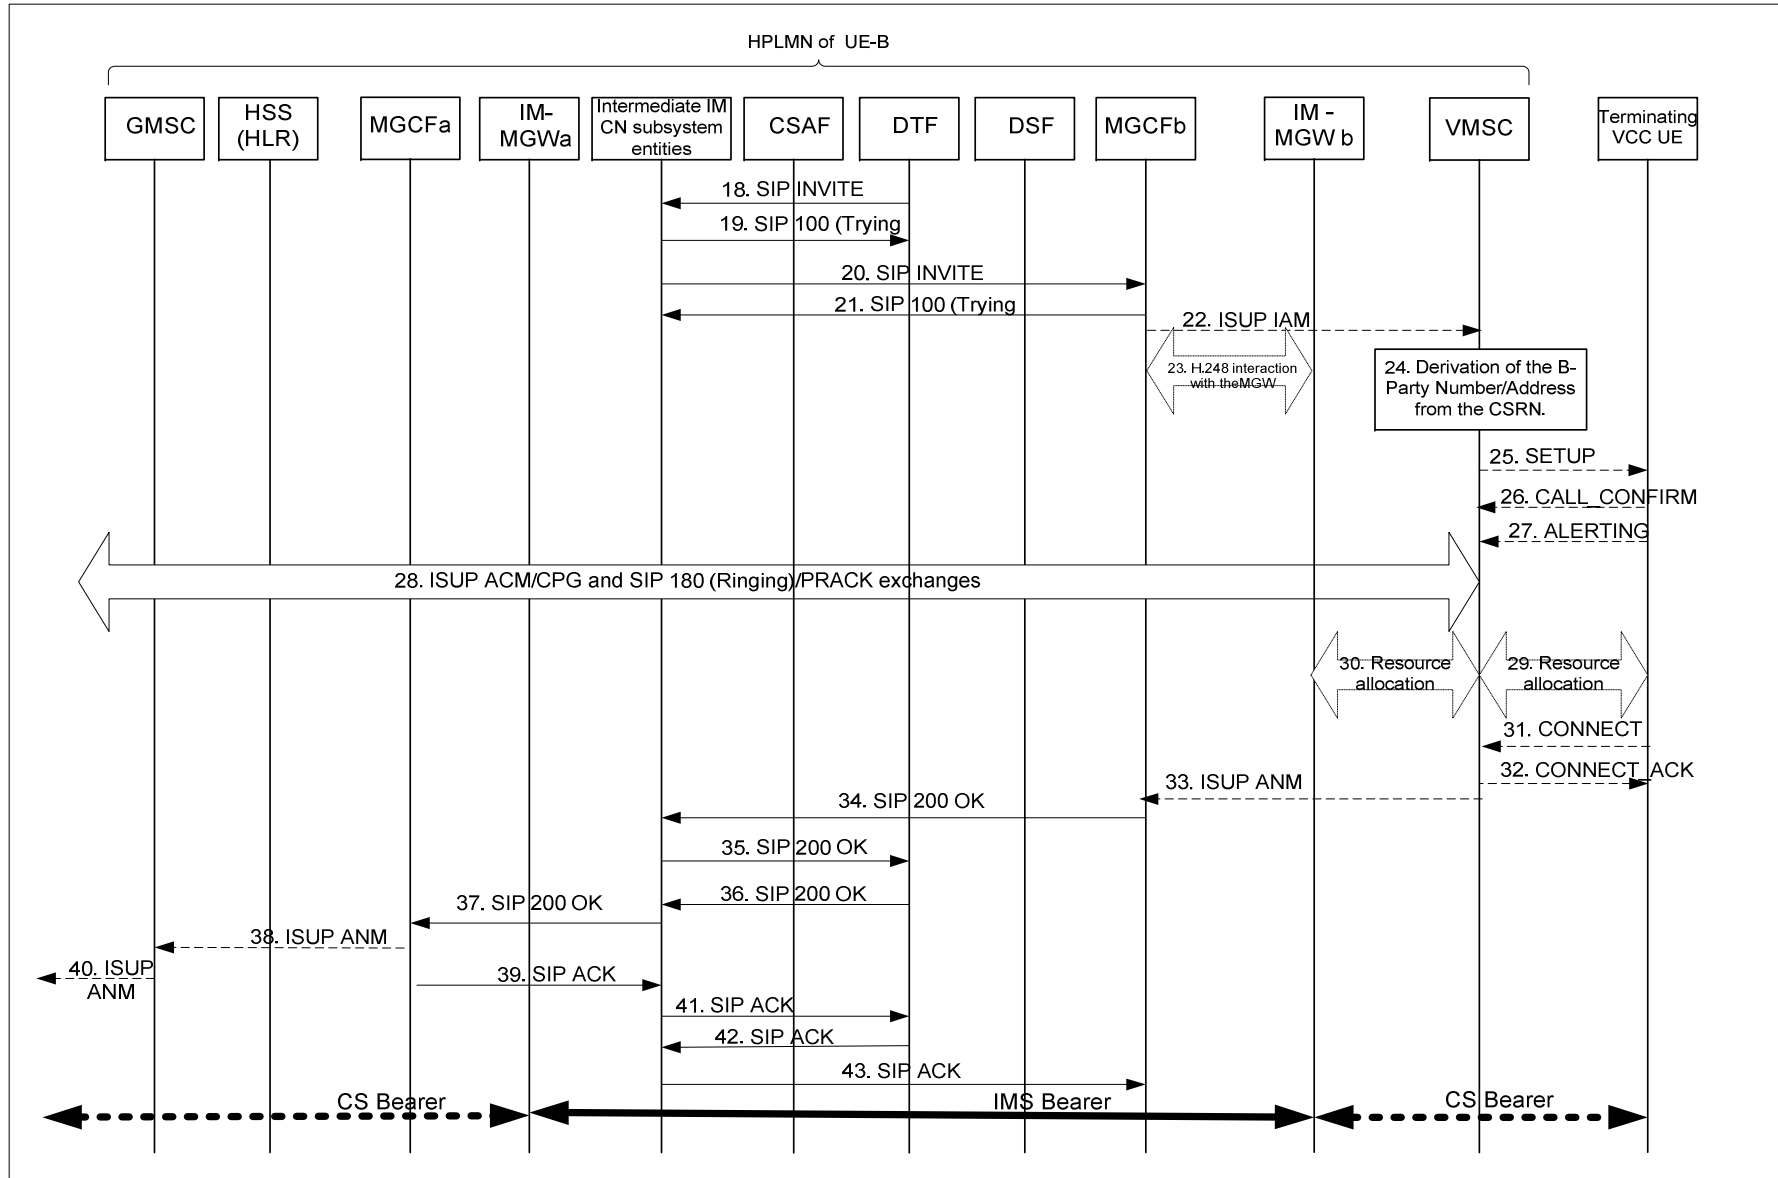 HPLMN of UE-B
GMSC
HSS
(HLR)
MGCFa
IM-
MGWa
Intermediate IM
CN subsystem
entities
CSAF
DTF
DSF
MGCFb
IM -
MGW b
VMSC
Terminating
VCC UE
18. SIP INVITE
19. SIP 100 (Trying
20. SIP INVITE
21. SIP 100 (Trying
22. ISUP IAM
23. H.248 interaction
with theMGW
24. Derivation of the B-
Party Number/Address
from the CSRN.
25. SETUP
26. CALL_CONFIRM
27. ALERTING
28. ISUP ACM/CPG and SIP 180 (Ringing)/PRACK exchanges
30. Resource
allocation
29. Resource
allocation
31. CONNECT
32. CONNECT_ACK
33. ISUP ANM
34. SIP 200 OK
35. SIP 200 OK
36. SIP 200 OK
37. SIP 200 OK
38. ISUP ANM
40. ISUP
ANM
39. SIP ACK
41. SIP ACK
42. SIP ACK
43. SIP ACK
CS Bearer
IMS Bearer
CS Bearer